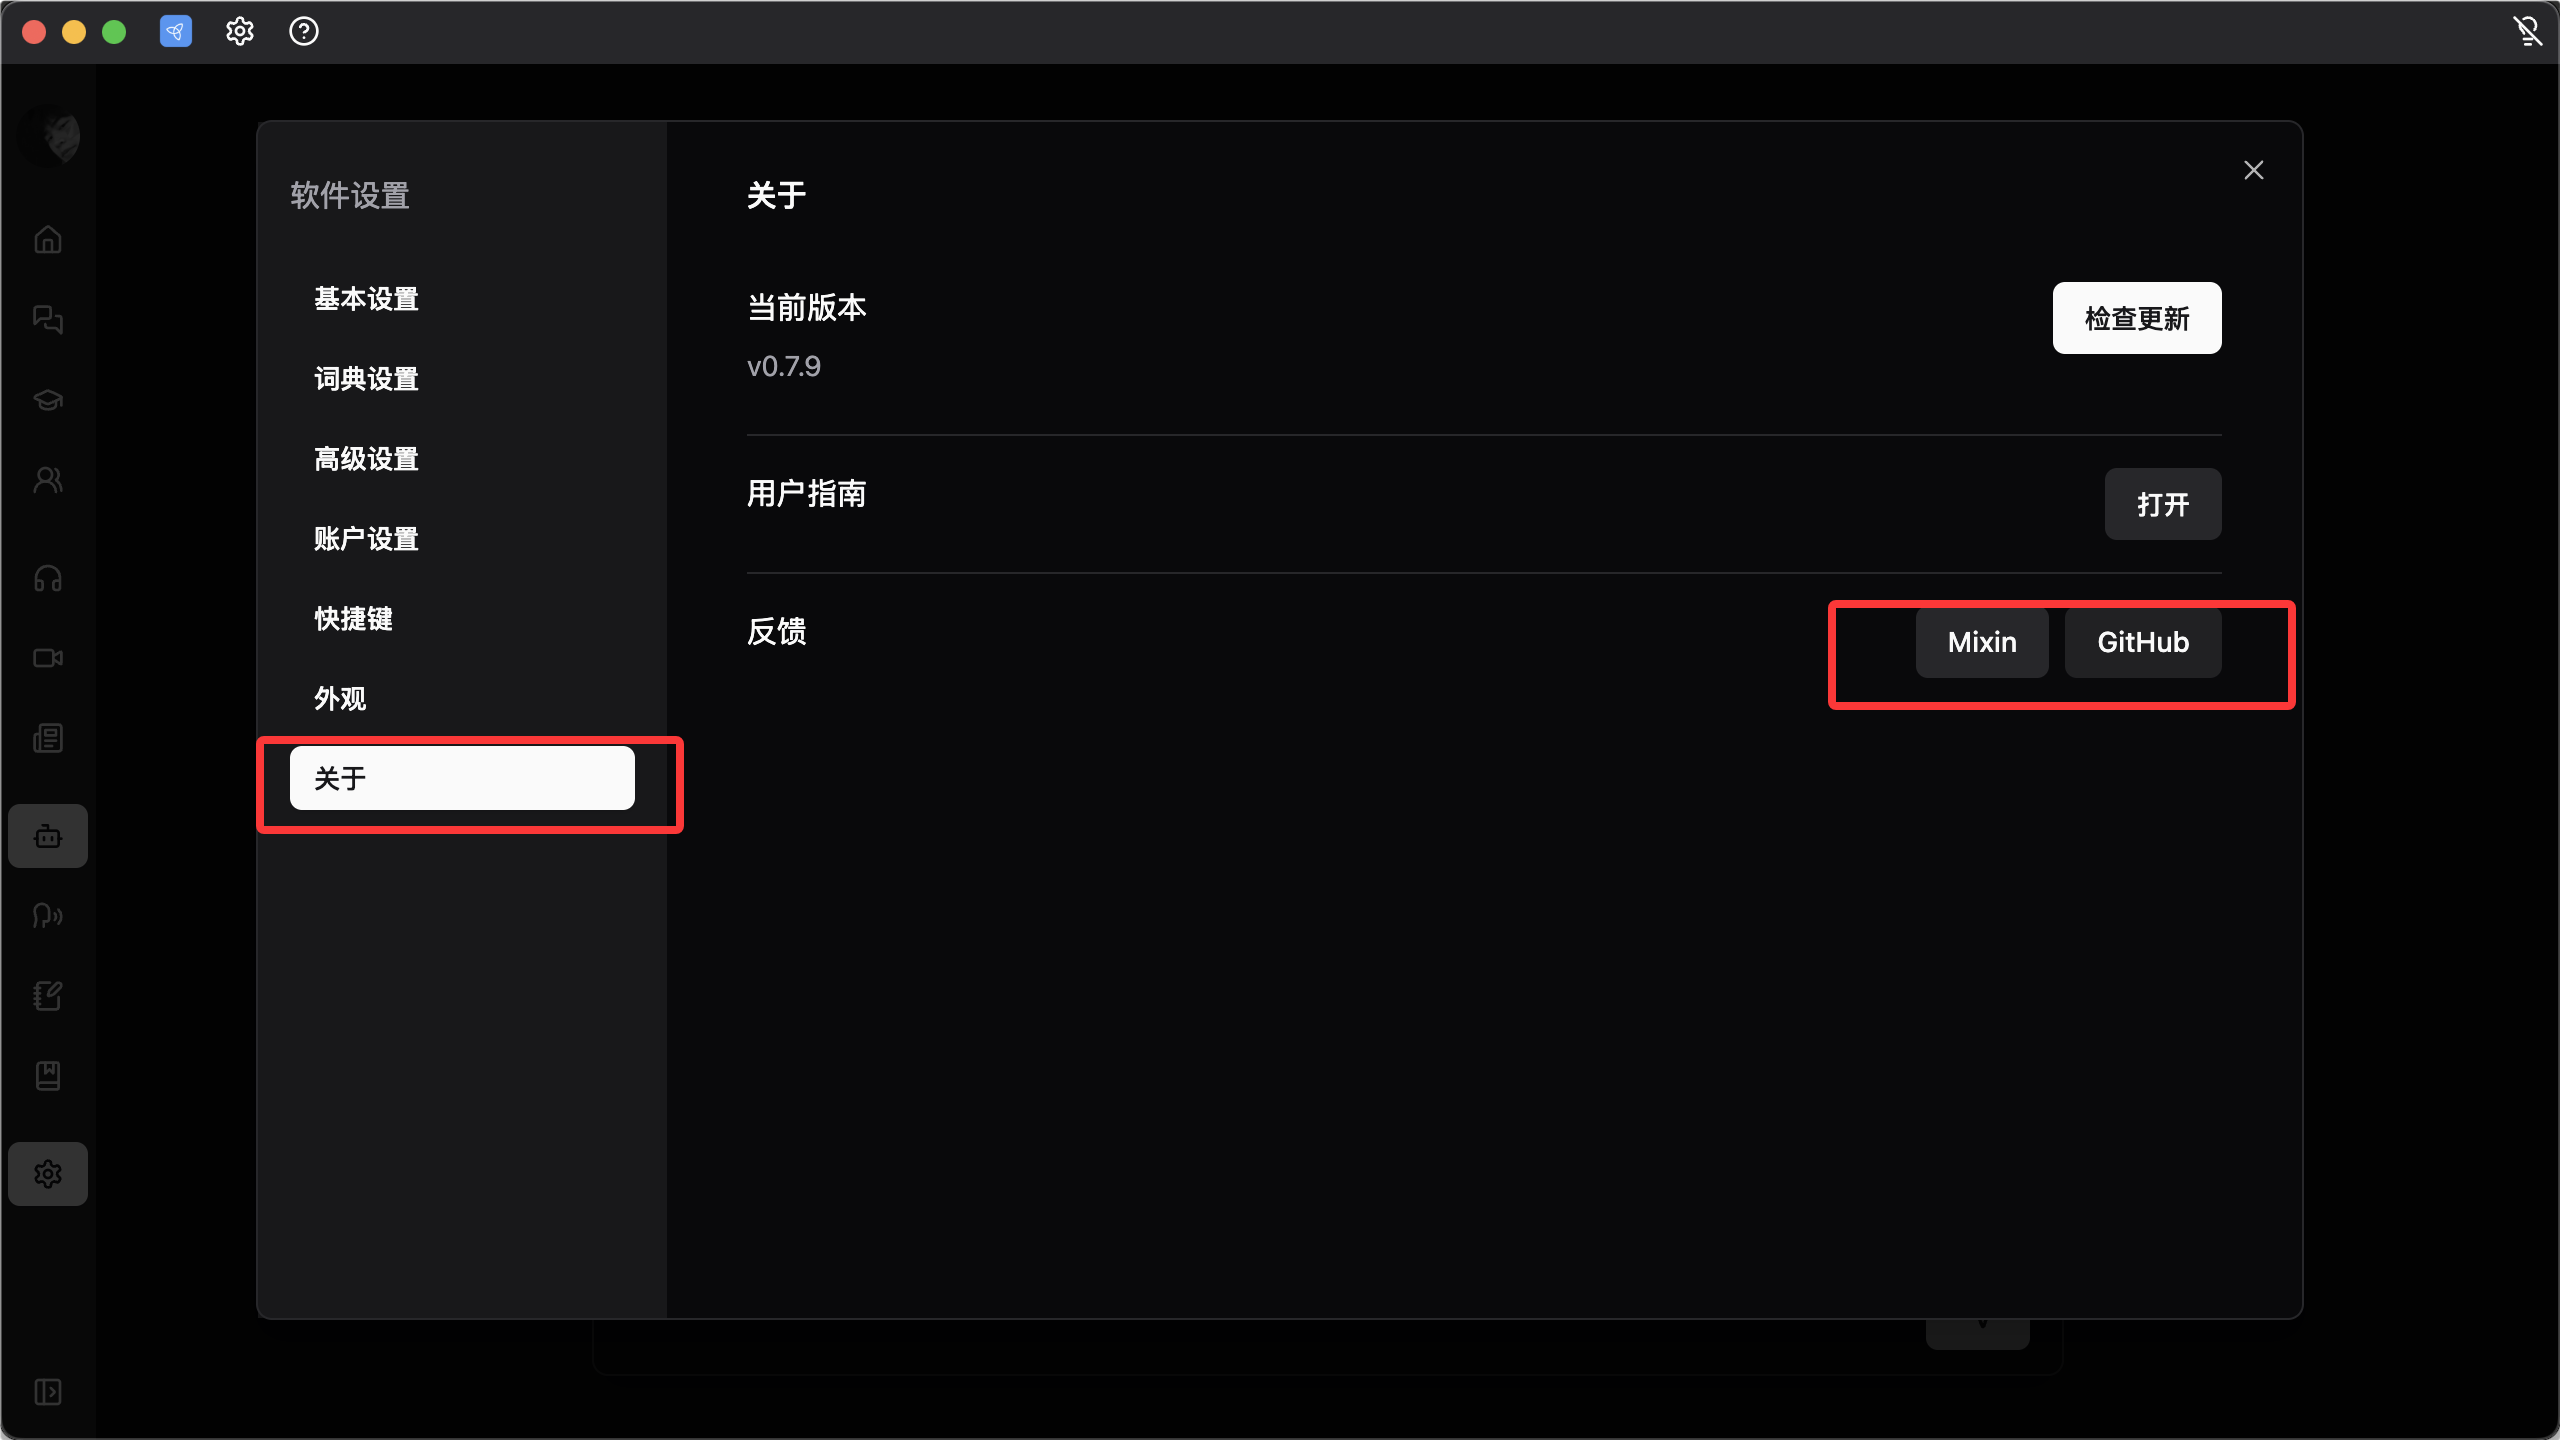 软件设置
基本设置
词典设置
高级设置
账户设置
快捷键
外观
关于
关于
当前版本
v0.7.9
检查更新
用户指南
打开
反馈
Mixin
GitHub